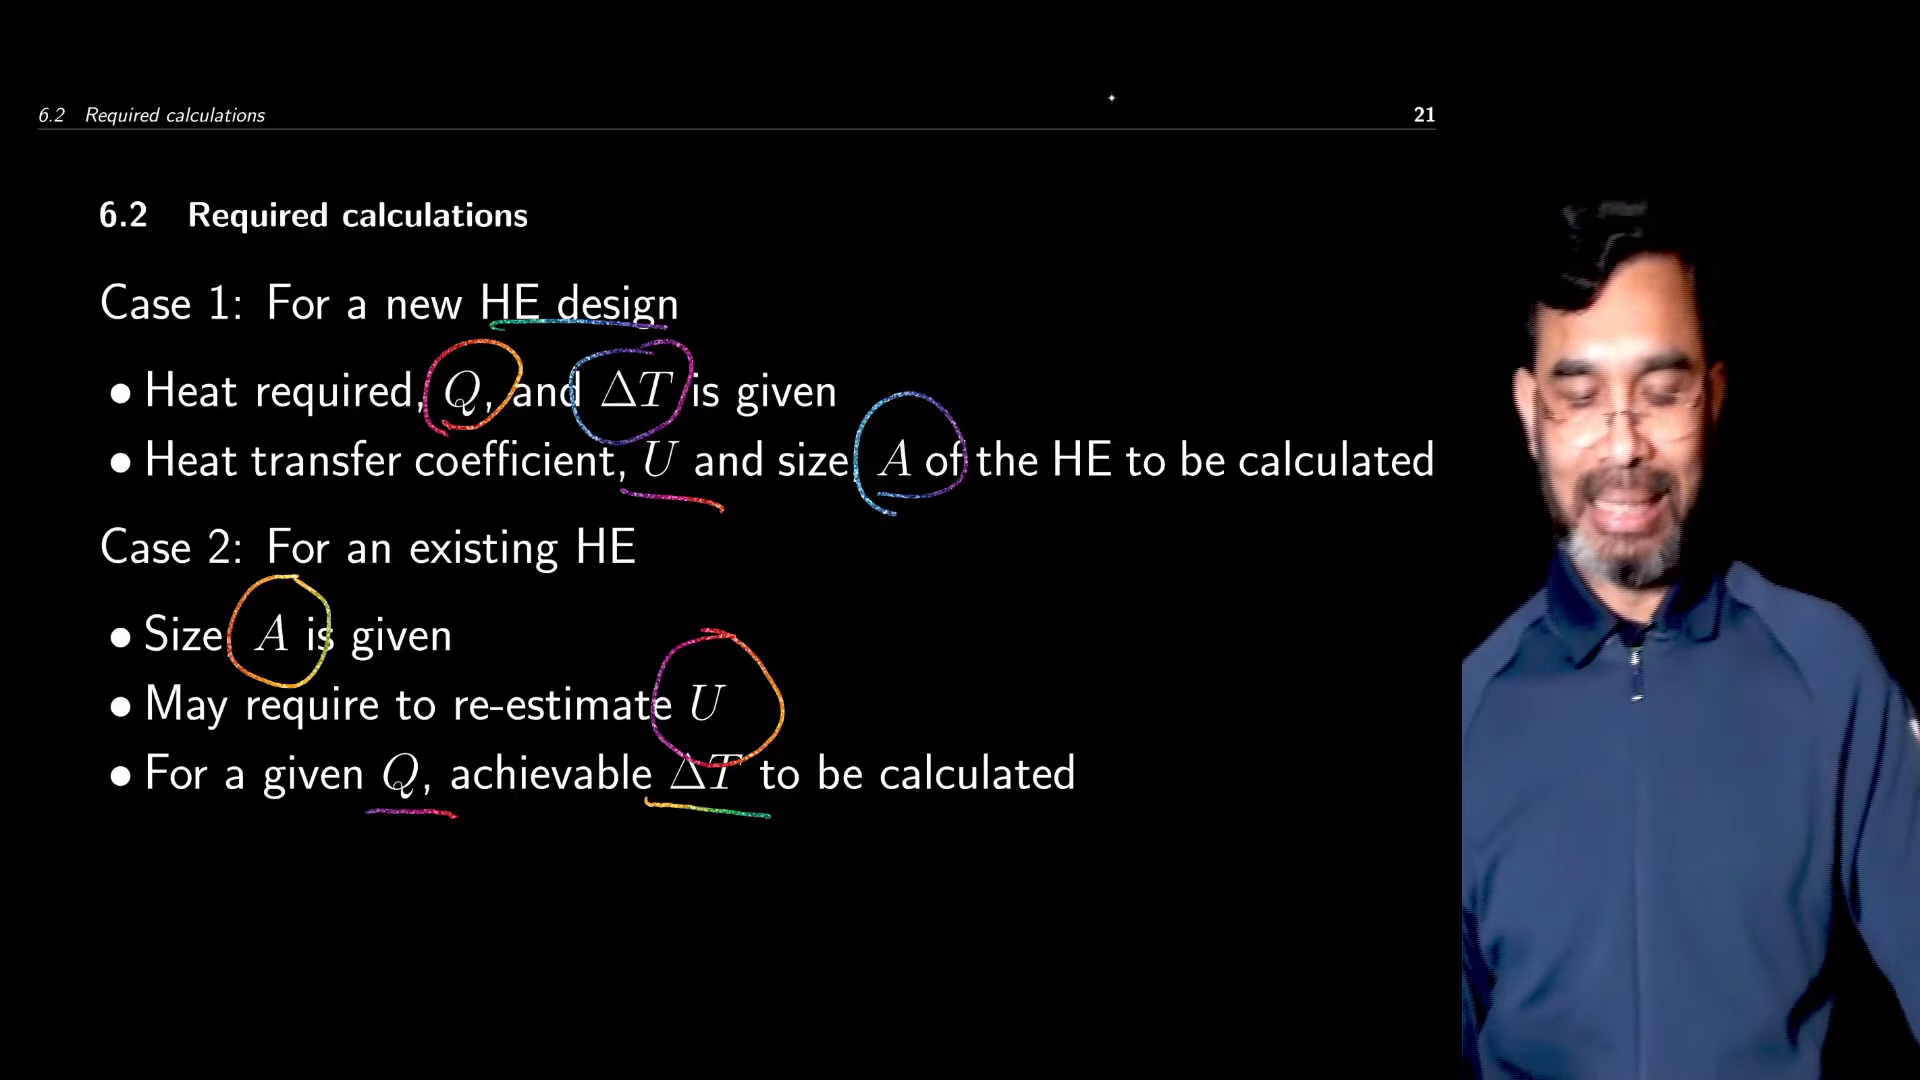 6.2 Required calculations 21
6.2 Required calculations
Case 1: For a new HE design
• Heat required, Q, and ΔT is given
• Heat transfer coefficient, U and size A of the HE to be calculated
Case 2: For an existing HE
• Size A is given
• May require to re-estimate U
• For a given Q, achievable ΔT to be calculated